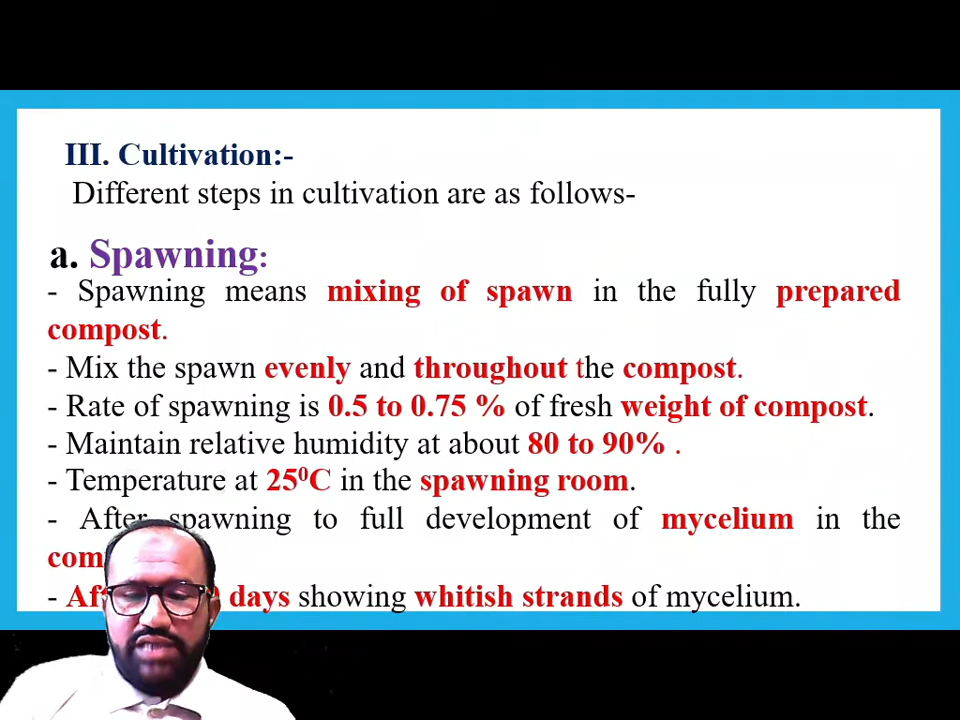 III. Cultivation:-
Different steps in cultivation are as follows-
a. Spawning:
- Spawning means mixing of spawn in the fully prepared
compost.
- Mix the spawn evenly and throughout the compost.
- Rate of spawning is 0.5 to 0.75 % of fresh weight of compost.
- Maintain relative humidity at about 80 to 90% .
- Temperature at 25⁰C in the spawning room.
- After spawning to full development of mycelium in the
- days showing whitish strands of mycelium.